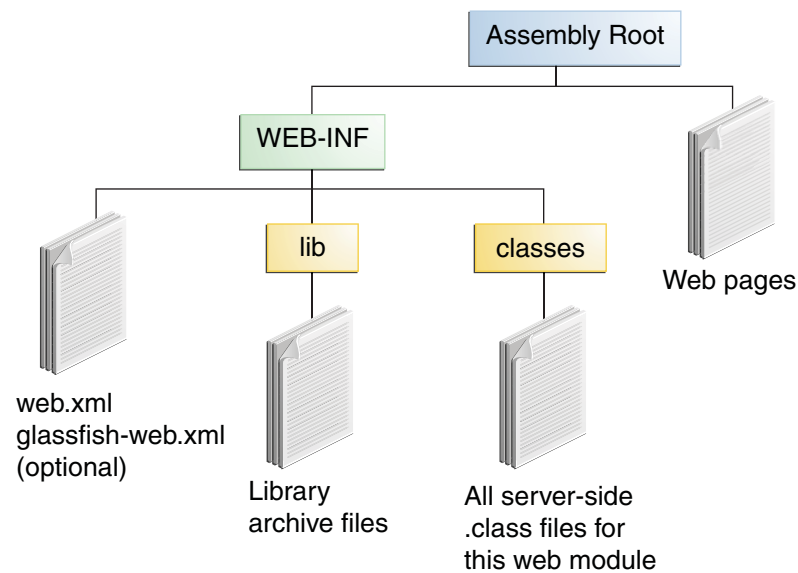 Assembly Root
WEB-INF
lib
classes
Web pages
web.xml
glassfish-web.xml
(optional)
Library
archive files
All server-side
.class files for
this web module